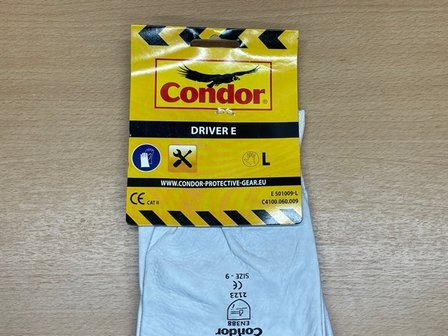 Condor®
DRIVER E
L
WWW.CONDOR-PROTECTIVE-GEAR.EU
CE CAT II
E 501009-L
C4100.060.009
SIZE - 9
CE
2123
EN388
Condor